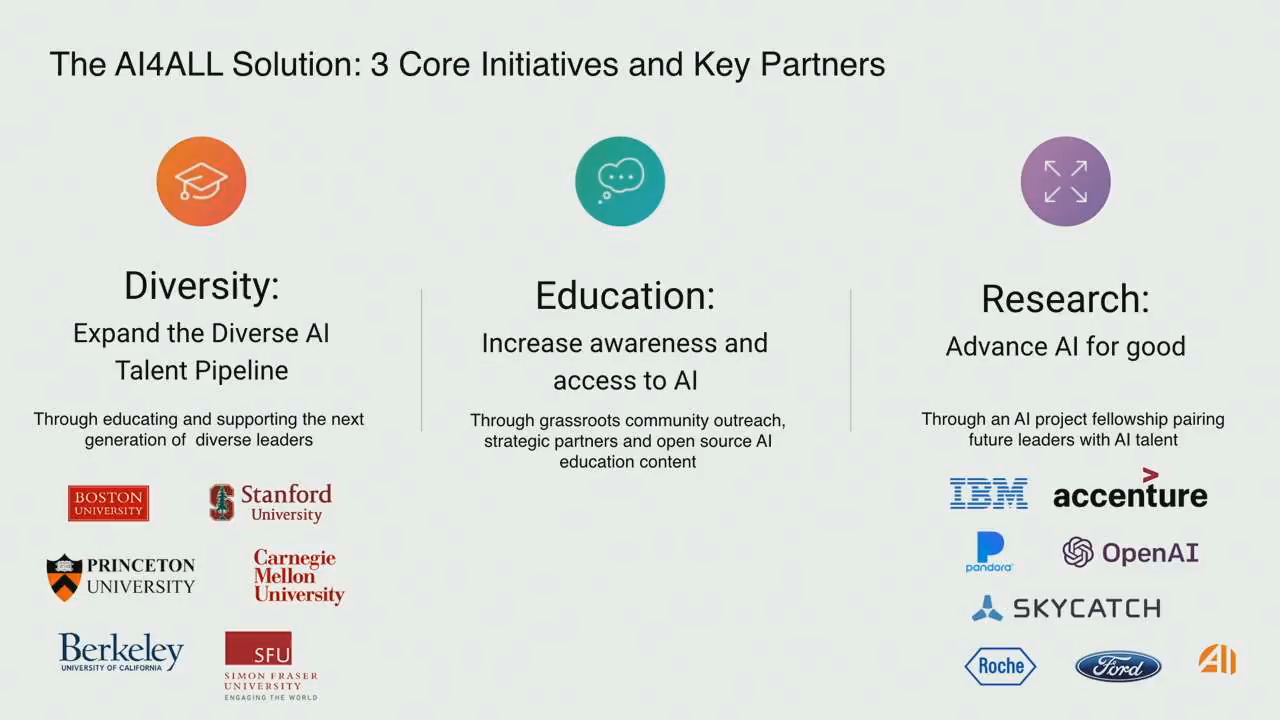 The AI4ALL Solution: 3 Core Initiatives and Key Partners
Diversity:
Expand the Diverse AI
Talent Pipeline
Through educating and supporting the next
generation of diverse leaders
BOSTON
UNIVERSITY
Stanford
University
PRINCETON
UNIVERSITY
Carnegie
Mellon
University
Berkeley
UNIVERSITY OF CALIFORNIA
SFU
SIMON FRASER
UNIVERSITY
ENGAGING THE WORLD
Education:
Increase awareness and
access to AI
Through grassroots community outreach,
strategic partners and open source AI
education content
Research:
Advance AI for good
Through an AI project fellowship pairing
future leaders with AI talent
IBM
accenture
pandora
OpenAI
SKYCATCH
Roche
Ford
AI